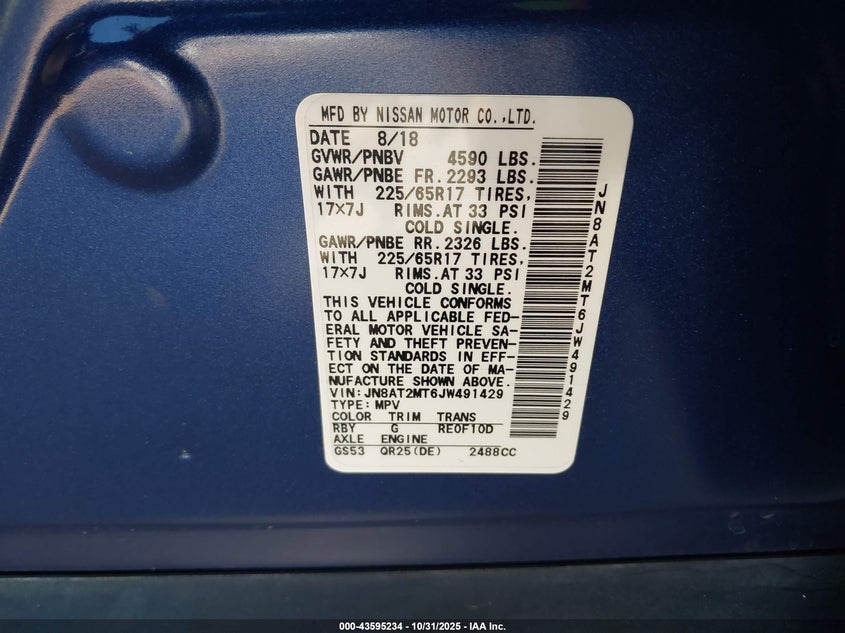 MFD BY NISSAN MOTOR CO.,LTD.
DATE 8/18
GVWR/PNBV 4590 LBS.
GAWR/PNBE FR. 2293 LBS.
WITH 225/65R17 TIRES,
17×7J RIMS.AT 33 PSI
COLD SINGLE.
GAWR/PNBE RR. 2326 LBS.
WITH 225/65R17 TIRES,
17×7J RIMS.AT 33 PSI
COLD SINGLE.
THIS VEHICLE CONFORMS
TO ALL APPLICABLE FED-
ERAL MOTOR VEHICLE SA-
FETY AND THEFT PREVEN-
TION STANDARDS IN EFF-
ECT ON THE DATE OF MA-
NUFACTURE SHOWN ABOVE.
VIN: JN8AT2MT6JW491429
TYPE: MPV
COLOR TRIM TRANS
RBY G RE0F10D
AXLE ENGINE
GS53 QR25(DE) 2488CC
JN8AT2MT6JW491429
000-43595234 - 10/31/2025 - IAA Inc.